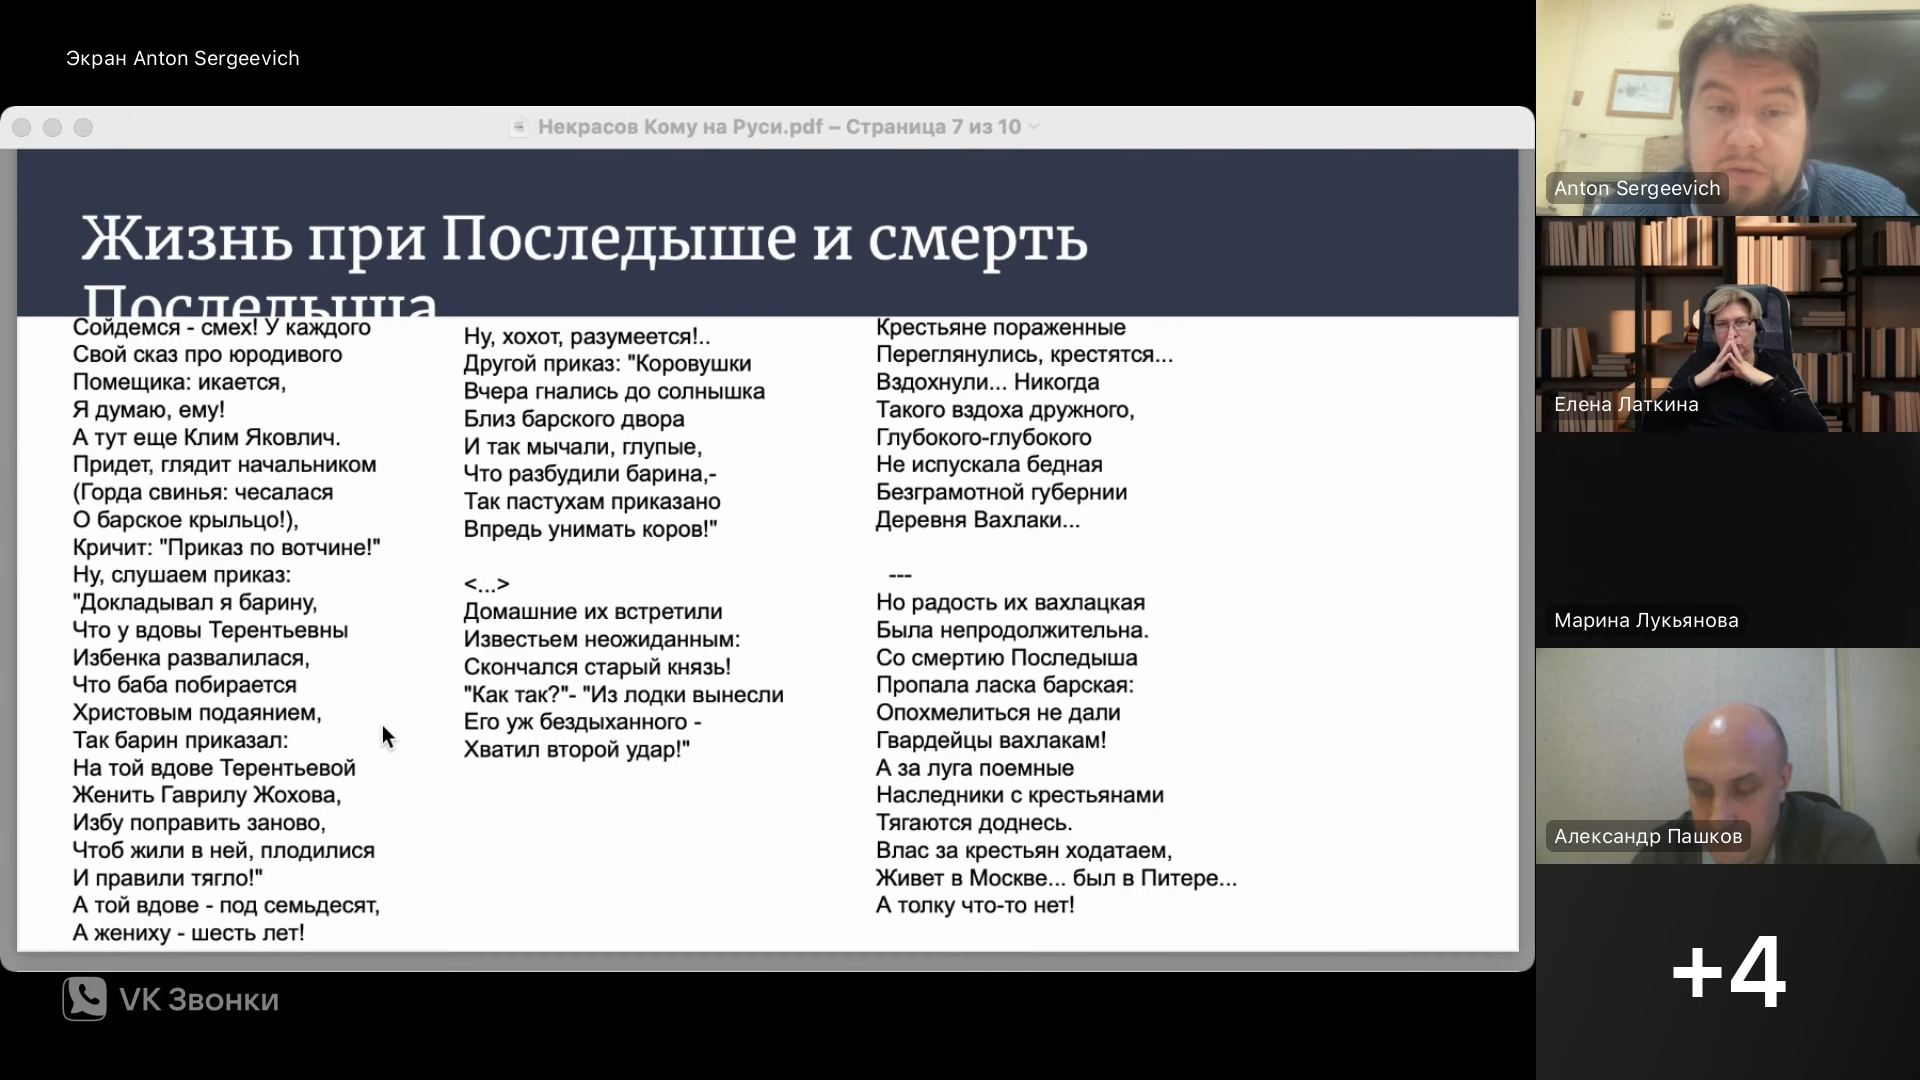 Экран Anton Sergeevich
Некрасов Кому на Руси.pdf – Страница 7 из 10
Жизнь при Последыше и смерть
Последыша
Сойдемся - смех! У каждого
Свой сказ про юродивого
Помещика: икается,
Я думаю, ему!
А тут еще Клим Яковлич.
Придет, глядит начальником
(Горда свинья: чесалася
О барское крыльцо!),
Кричит: "Приказ по вотчине!"
Ну, слушаем приказ:
"Докладывал я барину,
Что у вдовы Терентьевны
Избенка развалилася,
Что баба побирается
Христовым подаянием,
Так барин приказал:
На той вдове Терентьевой
Женить Гаврилу Жохова,
Избу поправить заново,
Чтоб жили в ней, плодилися
И правили тягло!"
А той вдове - под семьдесят,
А жениху - шесть лет!
Ну, хохот, разумеется!..
Другой приказ: "Коровушки
Вчера гнались до солнышка
Близ барского двора
И так мычали, глупые,
Что разбудили барина,-
Так пастухам приказано
Впредь унимать коров!"
<...>
Домашние их встретили
Известьем неожиданным:
Скончался старый князь!
"Как так?"- "Из лодки вынесли
Его уж бездыханного -
Хватил второй удар!"
Крестьяне пораженные
Переглянулись, крестятся...
Вздохнули... Никогда
Такого вздоха дружного,
Глубокого-глубокого
Не испускала бедная
Безграмотной губернии
Деревня Вахлаки...
---
Но радость их вахлацкая
Была непродолжительна.
Со смертию Последыша
Пропала ласка барская:
Опохмелиться не дали
Гвардейцы вахлакам!
А за луга поемные
Наследники с крестьянами
Тягаются доднесь.
Влас за крестьян ходатаем,
Живет в Москве... был в Питере...
А толку что-то нет!
VK Звонки
Anton Sergeevich
Елена Латкина
Марина Лукьянова
Александр Пашков
+4